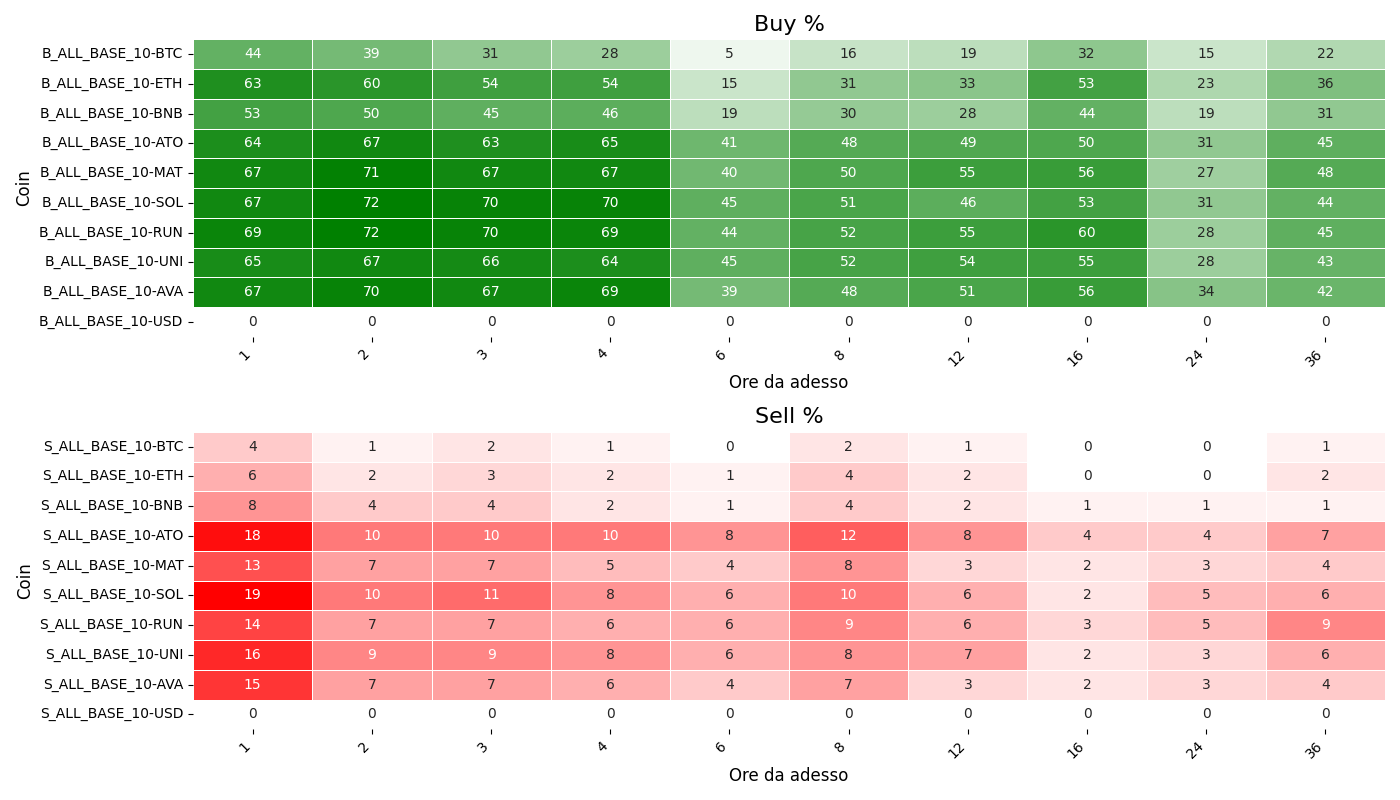 Buy %
Coin
B_ALL_BASE_10-BTC 44 39 31 28 5 16 19 32 15 22
B_ALL_BASE_10-ETH 63 60 54 54 15 31 33 53 23 36
B_ALL_BASE_10-BNB 53 50 45 46 19 30 28 44 19 31
B_ALL_BASE_10-ATO 64 67 63 65 41 48 49 50 31 45
B_ALL_BASE_10-MAT 67 71 67 67 40 50 55 56 27 48
B_ALL_BASE_10-SOL 67 72 70 70 45 51 46 53 31 44
B_ALL_BASE_10-RUN 69 72 70 69 44 52 55 60 28 45
B_ALL_BASE_10-UNI 65 67 66 64 45 52 54 55 28 43
B_ALL_BASE_10-AVA 67 70 67 69 39 48 51 56 34 42
B_ALL_BASE_10-USD 0 0 0 0 0 0 0 0 0 0
1 2 3 4 6 8 12 16 24 36
Ore da adesso
Sell %
Coin
S_ALL_BASE_10-BTC 4 1 2 1 0 2 1 0 0 1
S_ALL_BASE_10-ETH 6 2 3 2 1 4 2 0 0 2
S_ALL_BASE_10-BNB 8 4 4 2 1 4 2 1 1 1
S_ALL_BASE_10-ATO 18 10 10 10 8 12 8 4 4 7
S_ALL_BASE_10-MAT 13 7 7 5 4 8 3 2 3 4
S_ALL_BASE_10-SOL 19 10 11 8 6 10 6 2 5 6
S_ALL_BASE_10-RUN 14 7 7 6 6 9 6 3 5 9
S_ALL_BASE_10-UNI 16 9 9 8 6 8 7 2 3 6
S_ALL_BASE_10-AVA 15 7 7 6 4 7 3 2 3 4
S_ALL_BASE_10-USD 0 0 0 0 0 0 0 0 0 0
1 2 3 4 6 8 12 16 24 36
Ore da adesso